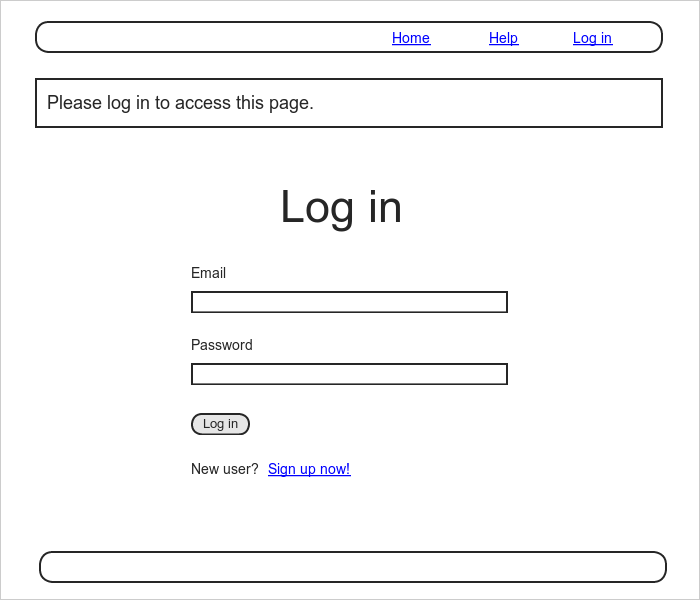 Home Help Log in
Please log in to access this page.
Log in
Email
Password
Log in
New user? Sign up now!